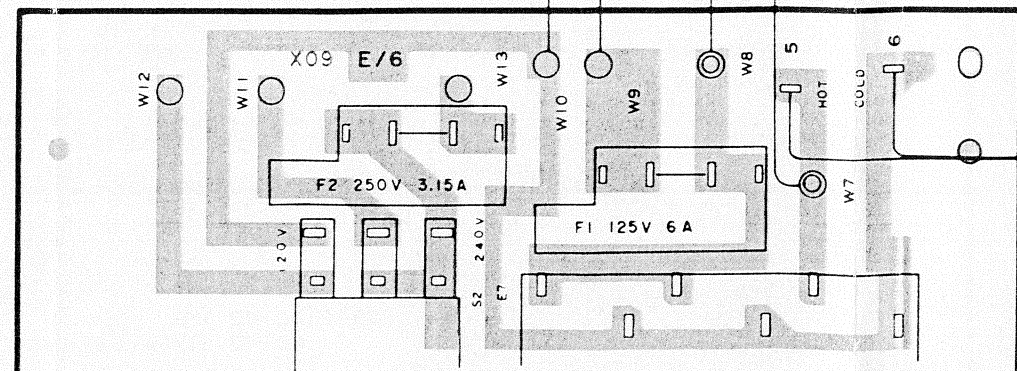 X09 E/6
W12
W11
W13
W10
W9
W8
5
HOT
COLD
6
W7
F2 250V 3.15A
F1 125V 6A
120V
240V
S2
E7